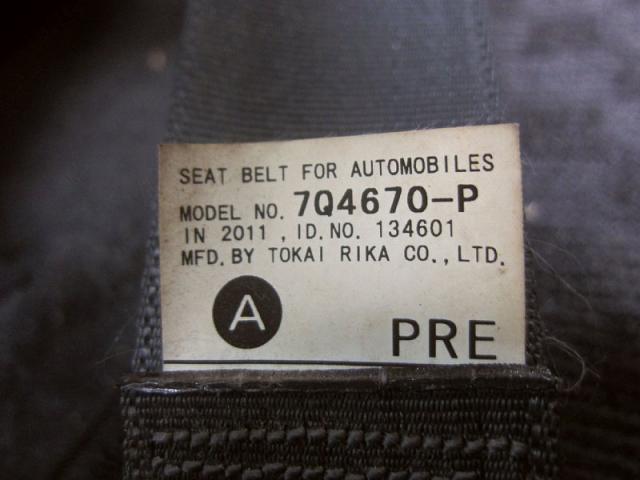 SEAT BELT FOR AUTOMOBILES
MODEL NO. 7Q4670-P
IN 2011 , ID. NO. 134601
MFD. BY TOKAI RIKA CO., LTD.
A
PRE